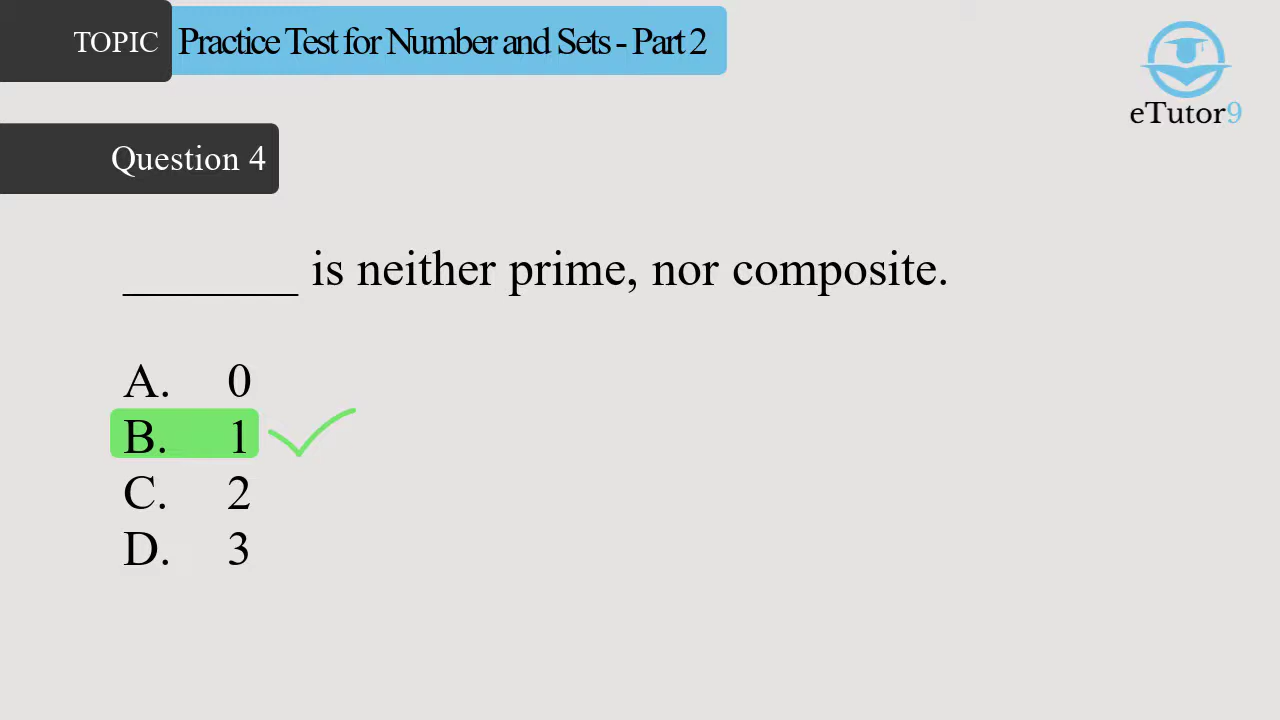 TOPIC Practice Test for Number and Sets - Part 2
eTutor9
Question 4
_______ is neither prime, nor composite.
A. 0
B. 1
C. 2
D. 3